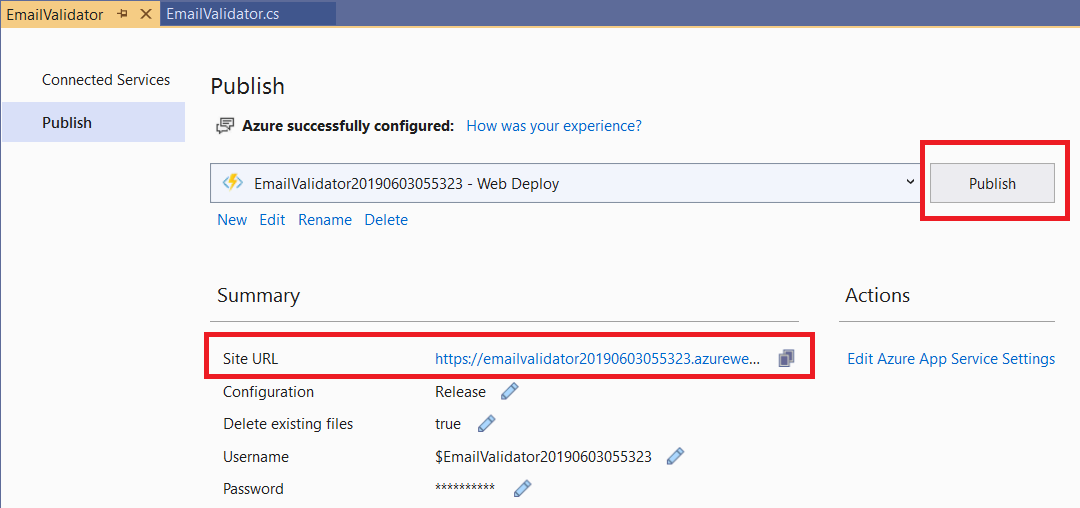 EmailValidator
EmailValidator.cs
Connected Services
Publish
Publish
Azure successfully configured: How was your experience?
EmailValidator20190603055323 - Web Deploy
Publish
New Edit Rename Delete
Summary
Actions
Site URL https://emailvalidator20190603055323.azurewe...
Edit Azure App Service Settings
Configuration Release
Delete existing files true
Username $EmailValidator20190603055323
Password **********